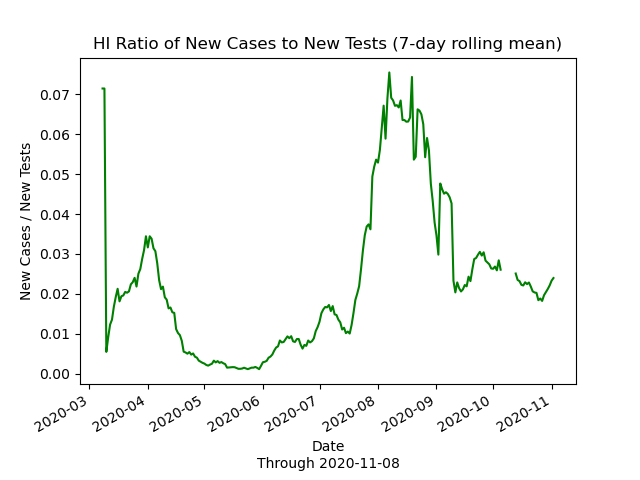 HI Ratio of New Cases to New Tests (7-day rolling mean)
New Cases / New Tests
0.07
0.06
0.05
0.04
0.03
0.02
0.01
0.00
2020-03 2020-04 2020-05 2020-06 2020-07 2020-08 2020-09 2020-10 2020-11
Date
Through 2020-11-08